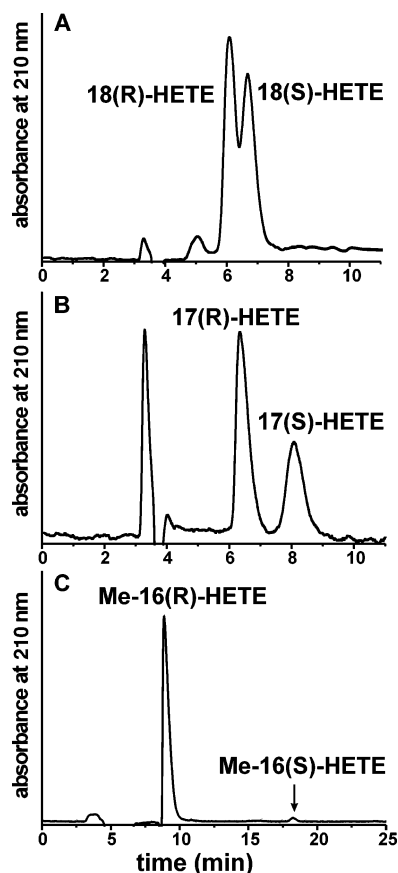 A
absorbance at 210 nm
18(R)-HETE
18(S)-HETE
0 2 4 6 8 10
B
absorbance at 210 nm
17(R)-HETE
17(S)-HETE
0 2 4 6 8 10
C
absorbance at 210 nm
Me-16(R)-HETE
Me-16(S)-HETE
0 5 10 15 20 25
time (min)